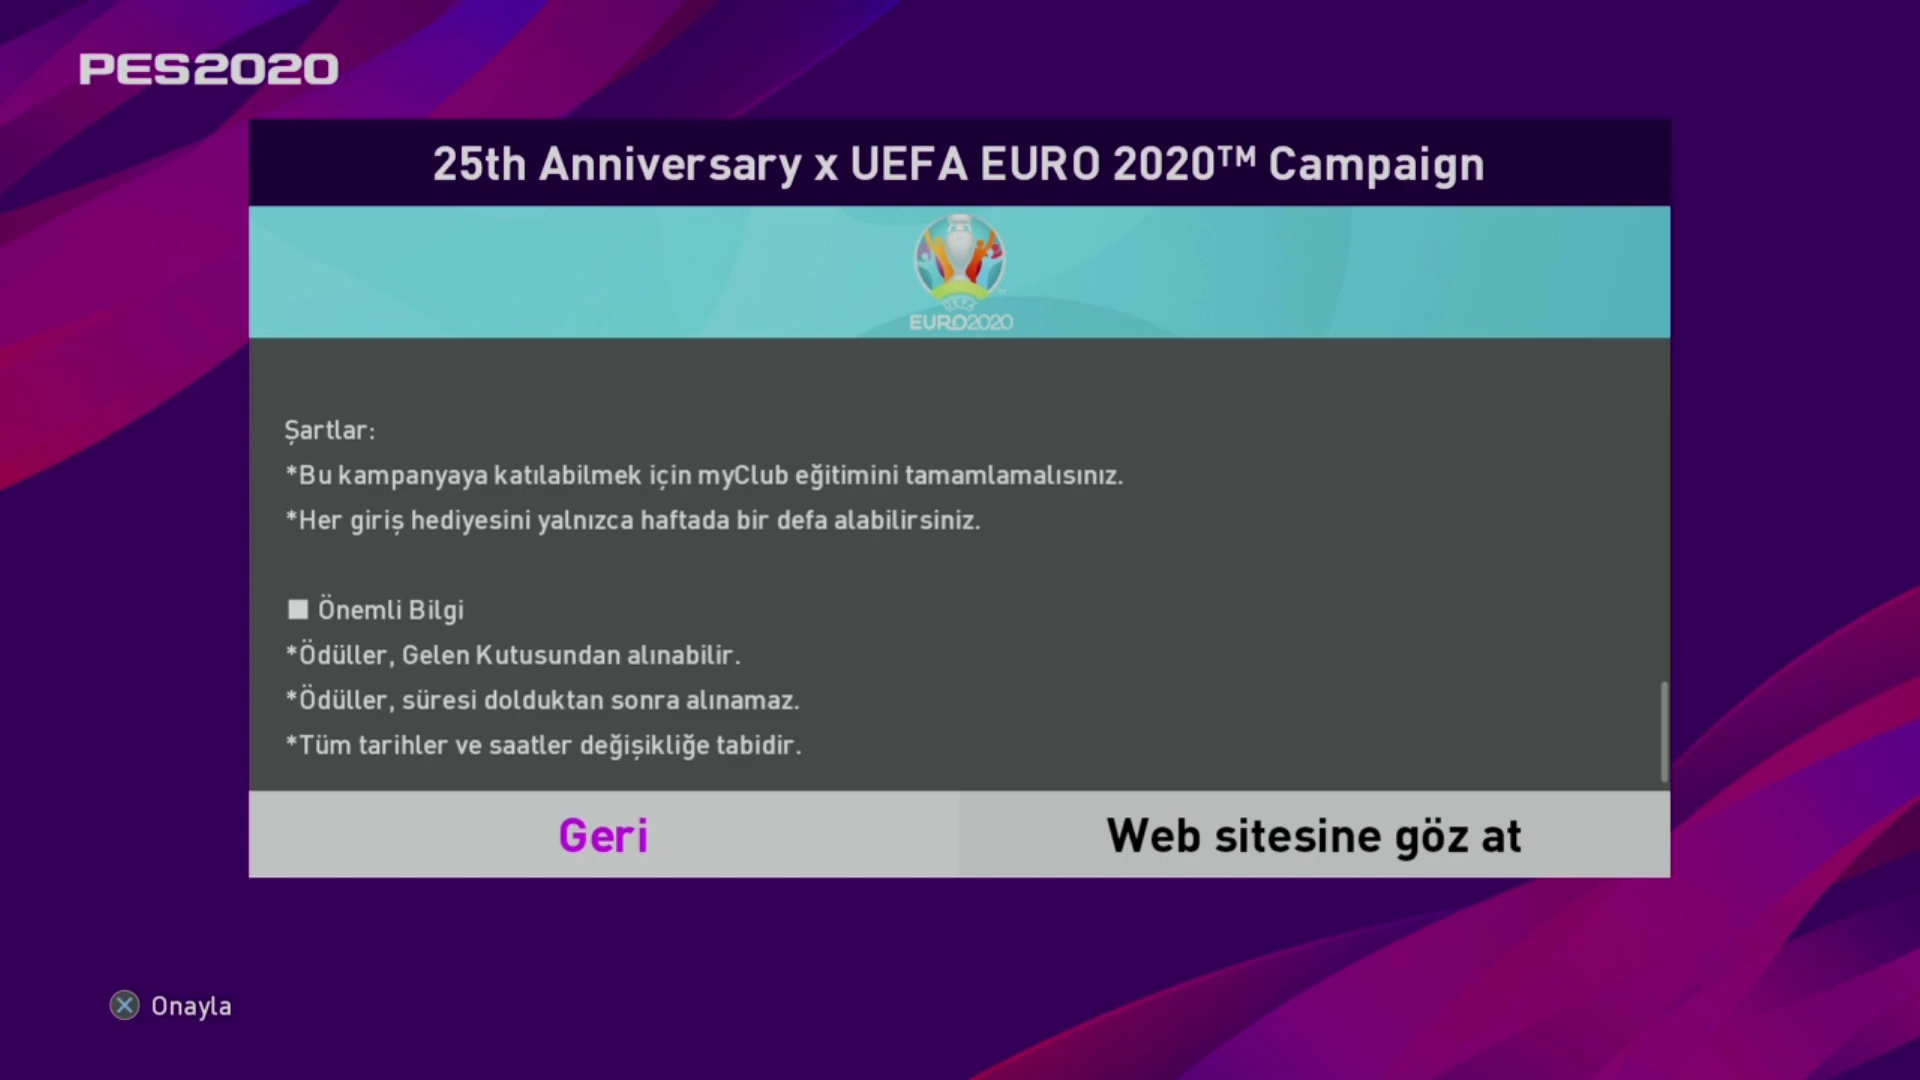 PES2020
25th Anniversary x UEFA EURO 2020™ Campaign
UEFA
EURO2020
Şartlar:
*Bu kampanyaya katılabilmek için myClub eğitimini tamamlamalısınız.
*Her giriş hediyesini yalnızca haftada bir defa alabilirsiniz.
■ Önemli Bilgi
*Ödüller, Gelen Kutusundan alınabilir.
*Ödüller, süresi dolduktan sonra alınamaz.
*Tüm tarihler ve saatler değişikliğe tabidir.
Geri
Web sitesine göz at
Onayla